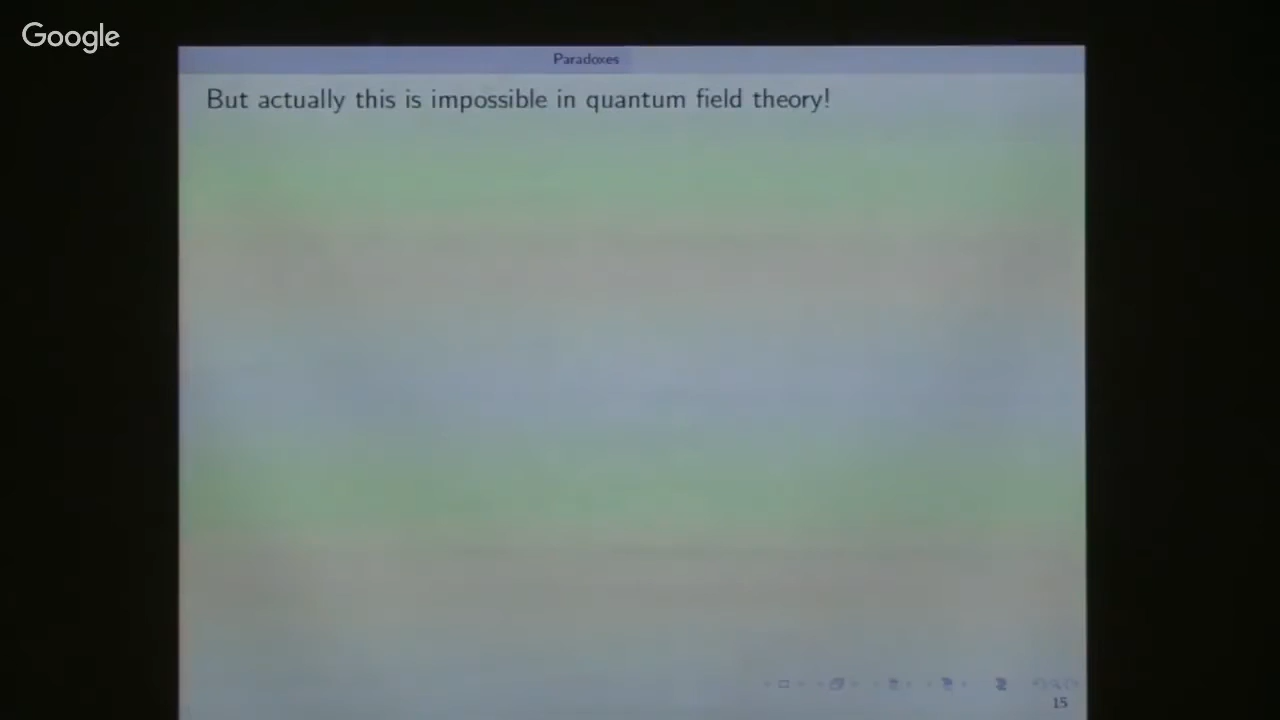 Google
Paradoxes
But actually this is impossible in quantum field theory!
15